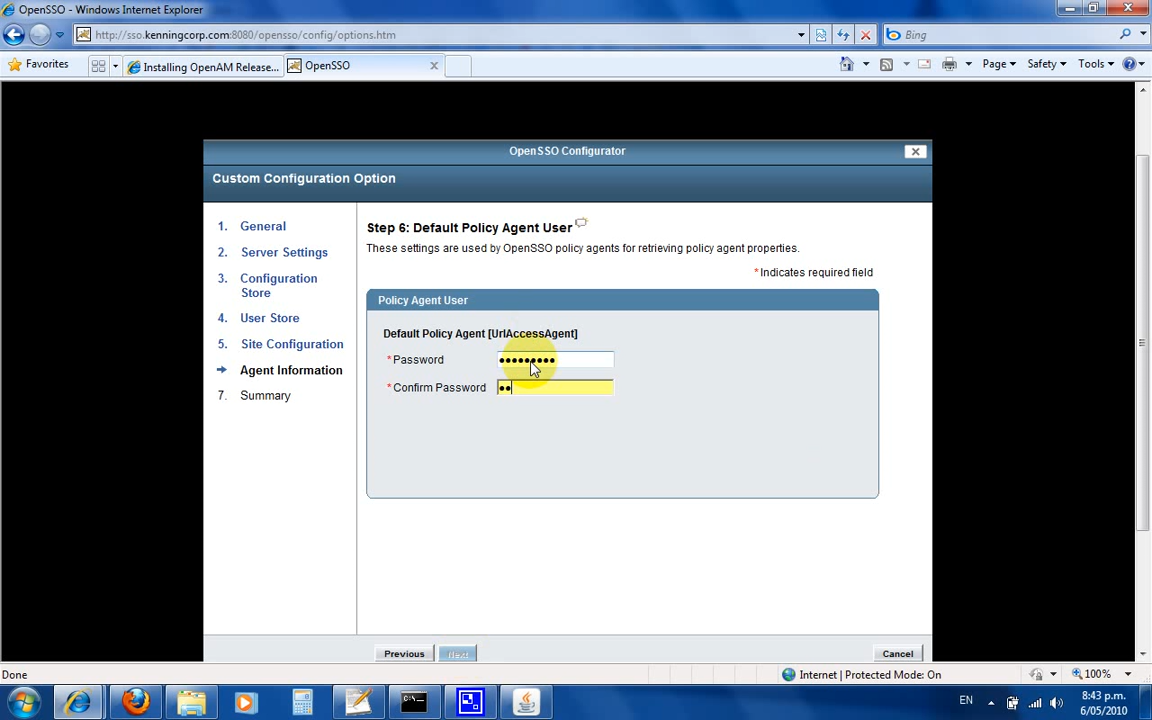 OpenSSO - Windows Internet Explorer
http://sso.kenningcorp.com:8080/opensso/config/options.htm
Bing
Favorites
Installing OpenAM Release...
OpenSSO
Page
Safety
Tools
OpenSSO Configurator
Custom Configuration Option
1. General
2. Server Settings
3. Configuration
Store
4. User Store
5. Site Configuration
Agent Information
7. Summary
Step 6: Default Policy Agent User
These settings are used by OpenSSO policy agents for retrieving policy agent properties.
* Indicates required field
Policy Agent User
Default Policy Agent [UrlAccessAgent]
* Password
* Confirm Password
Previous
Next
Cancel
Done
Internet | Protected Mode: On
100%
EN
8:43 p.m.
6/05/2010